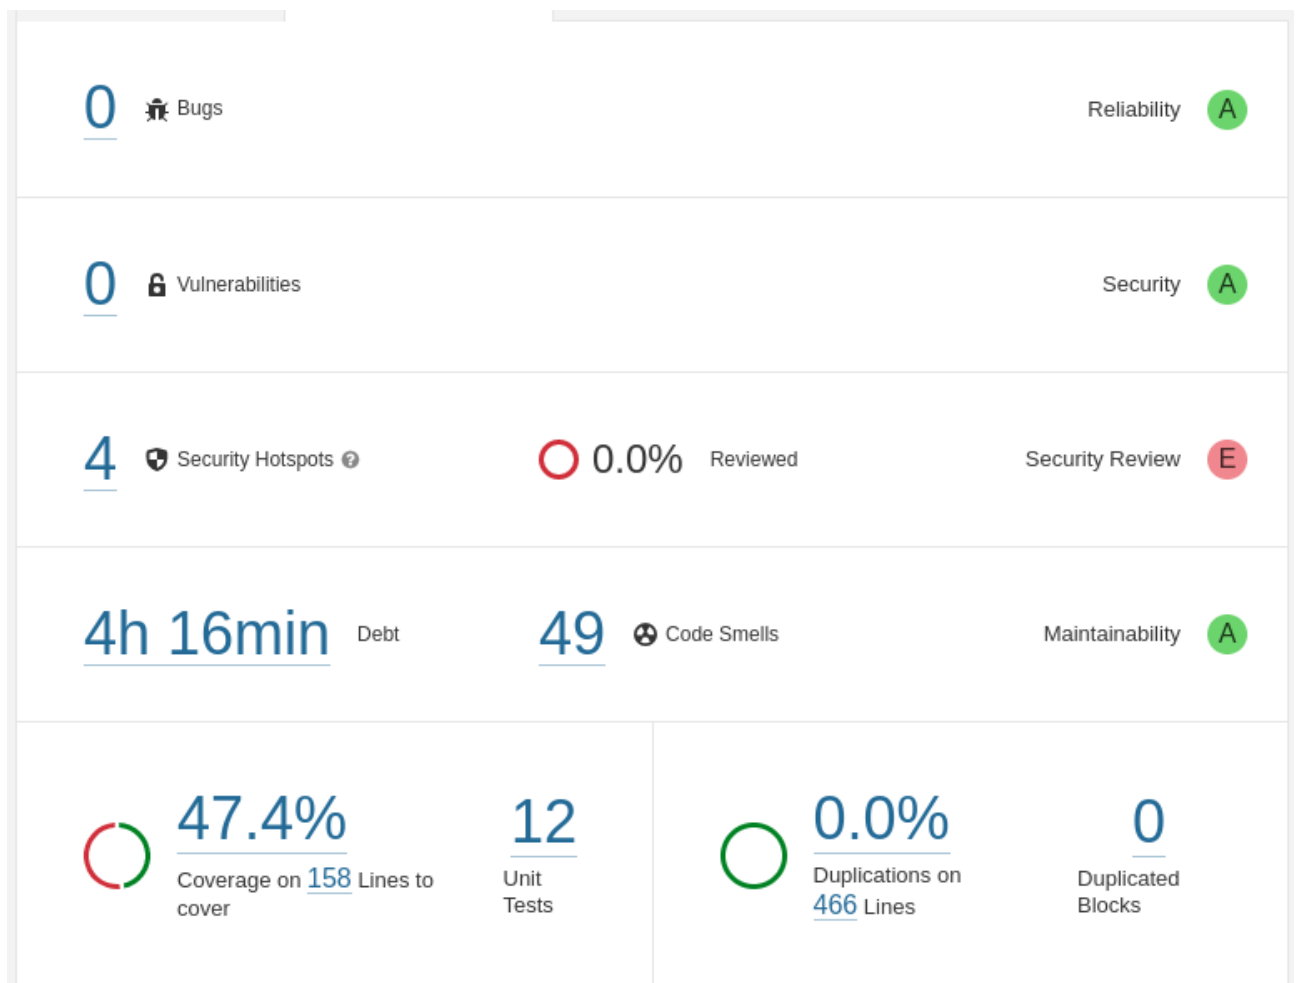 0 Bugs Reliability A
0 Vulnerabilities Security A
4 Security Hotspots ? 0.0% Reviewed Security Review E
4h 16min Debt 49 Code Smells Maintainability A
47.4%
Coverage on 158 Lines to
cover
12
Unit
Tests
0.0%
Duplications on
466 Lines
0
Duplicated
Blocks